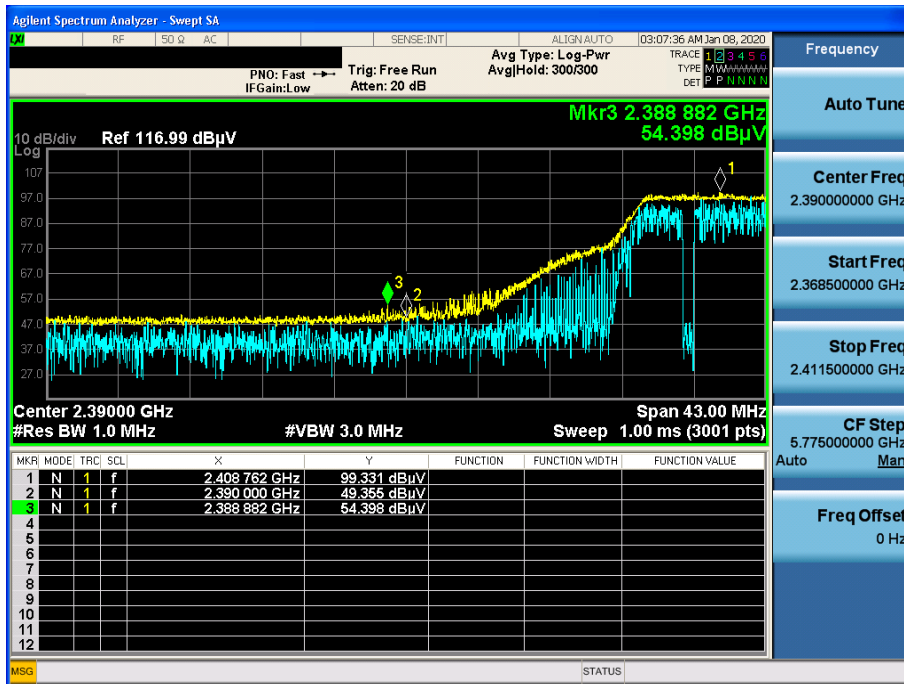 Agilent Spectrum Analyzer - Swept SA
LXI RF 50 Ω AC SENSE:INT ALIGN AUTO 03:07:36 AM Jan 08, 2020
PNO: Fast
IFGain:Low
Trig: Free Run
Atten: 20 dB
Avg Type: Log-Pwr
Avg|Hold: 300/300
TRACE 1 2 3 4 5 6
TYPE M
DET P P N N N N
Mkr3 2.388 882 GHz
54.398 dBµV
10 dB/div Ref 116.99 dBµV
Log
107
97.0
87.0
77.0
67.0
57.0
47.0
37.0
27.0
1
2
3
Center 2.39000 GHz Span 43.00 MHz
#Res BW 1.0 MHz #VBW 3.0 MHz Sweep 1.00 ms (3001 pts)
MKR MODE TRC SCL X Y FUNCTION FUNCTION WIDTH FUNCTION VALUE
1 N 1 f 2.408 762 GHz 99.331 dBµV
2 N 1 f 2.390 000 GHz 49.355 dBµV
3 N 1 f 2.388 882 GHz 54.398 dBµV
4
5
6
7
8
9
10
11
12
MSG STATUS
Frequency
Auto Tune
Center Freq
2.390000000 GHz
Start Freq
2.368500000 GHz
Stop Freq
2.411500000 GHz
CF Step
5.775000000 GHz
Auto Man
Freq Offset
0 Hz